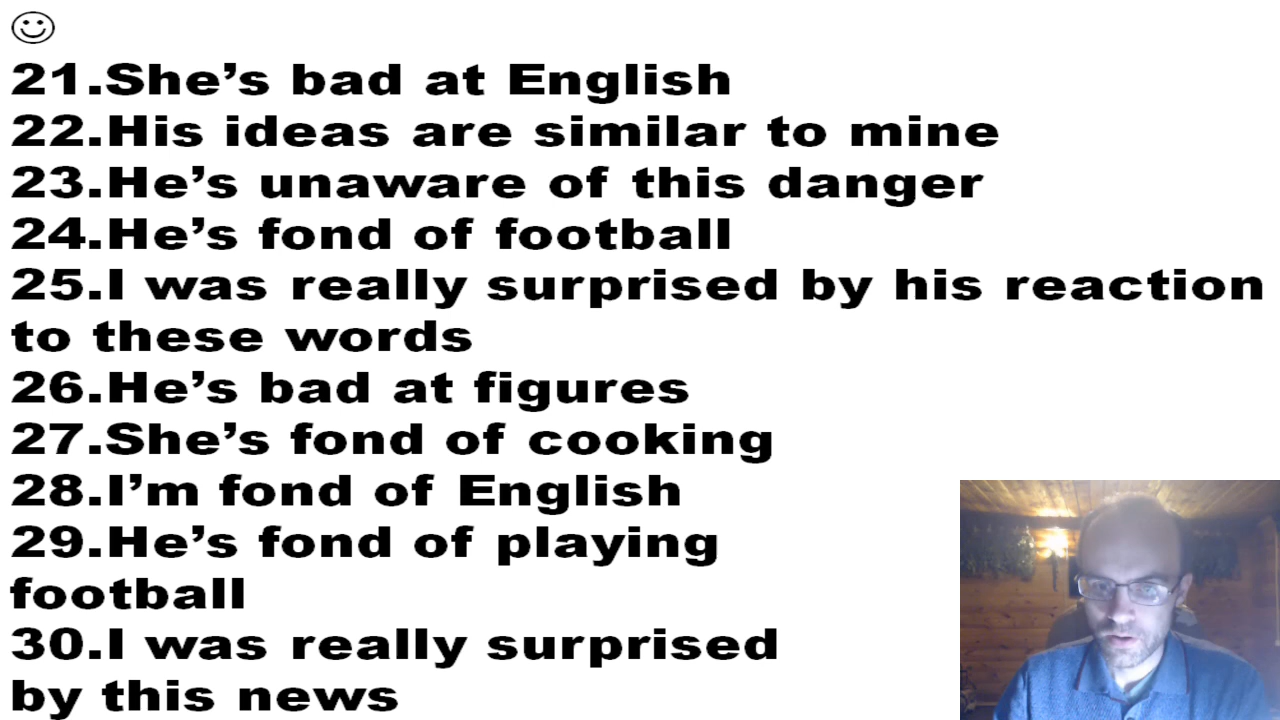 ☺
21.She’s bad at English
22.His ideas are similar to mine
23.He’s unaware of this danger
24.He’s fond of football
25.I was really surprised by his reaction
to these words
26.He’s bad at figures
27.She’s fond of cooking
28.I’m fond of English
29.He’s fond of playing
football
30.I was really surprised
by this news